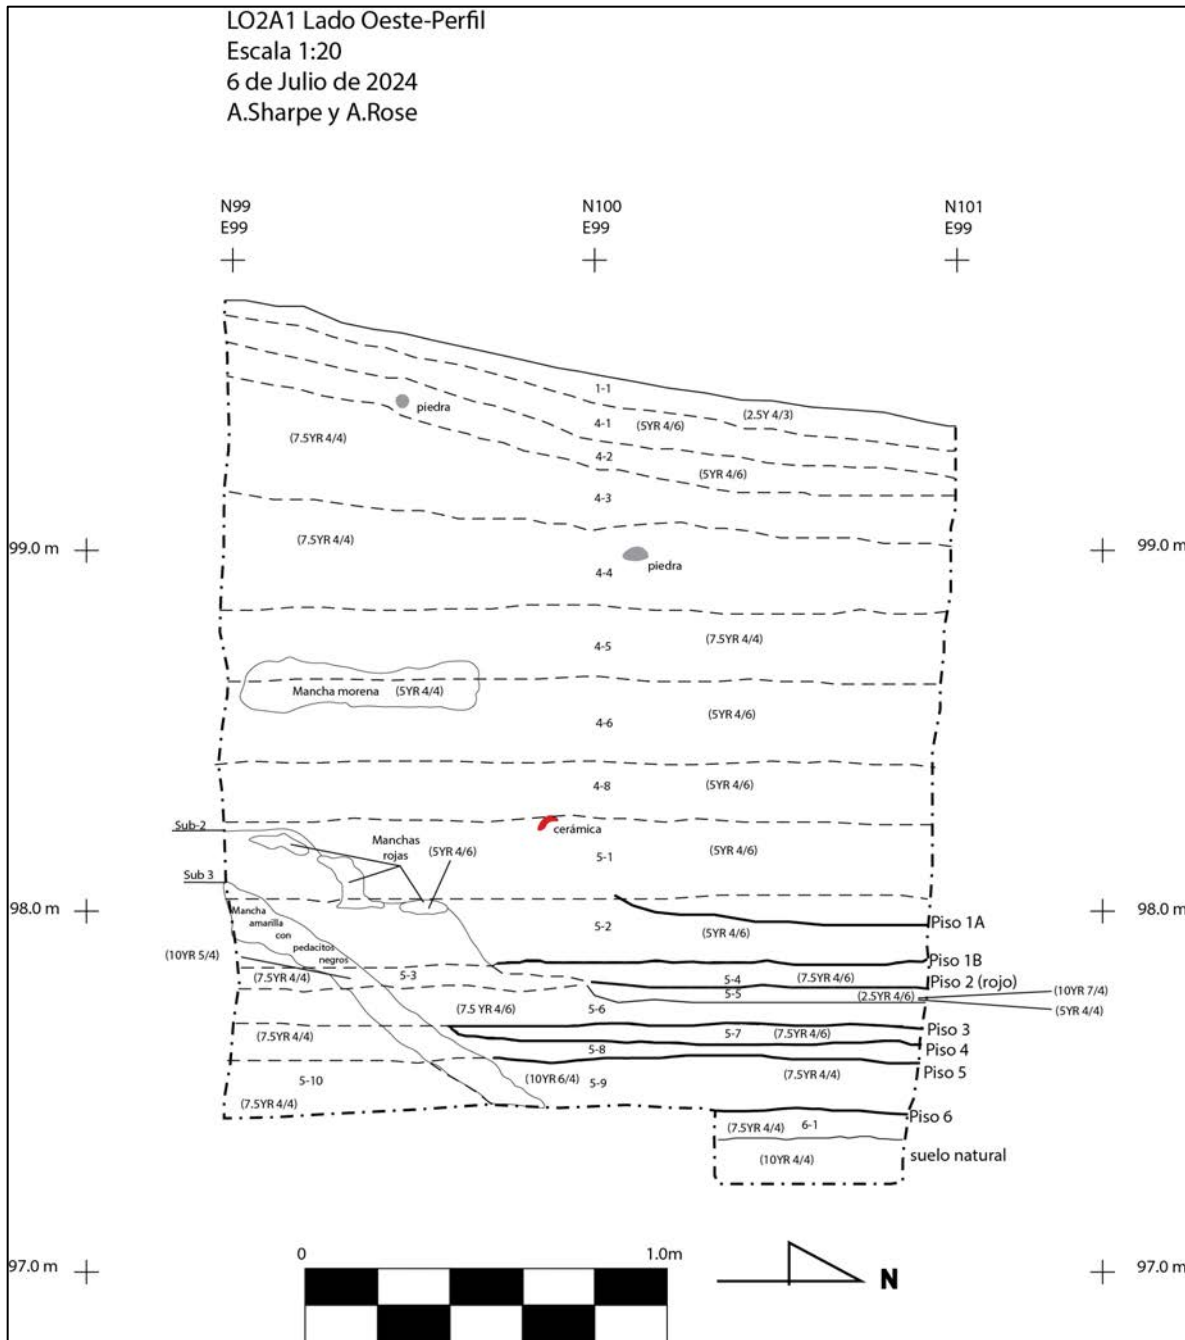 LO2A1 Lado Oeste-Perfil
Escala 1:20
6 de Julio de 2024
A.Sharpe y A.Rose
N99
E99
N100
E99
N101
E99
1-1
(2.5Y 4/3)
piedra
4-1
(5YR 4/6)
(7.5YR 4/4)
4-2
(5YR 4/6)
4-3
(7.5YR 4/4)
99.0 m
99.0 m
4-4
piedra
(7.5YR 4/4)
4-5
Mancha morena
(5YR 4/4)
(5YR 4/6)
4-6
4-8
(5YR 4/6)
Sub-2
cerámica
Manchas
rojas
(5YR 4/6)
5-1
(5YR 4/6)
Sub 3
98.0 m
98.0 m
Mancha
amarilla
con
pedacitos
negros
5-2
(5YR 4/6)
Piso 1A
(10YR 5/4)
Piso 1B
(7.5YR 4/4)
5-3
5-4
(7.5YR 4/6)
Piso 2 (rojo)
5-5
(2.5YR 4/6)
(10YR 7/4)
(5YR 4/4)
(7.5 YR 4/6)
5-6
(7.5YR 4/4)
5-7
(7.5YR 4/6)
Piso 3
5-8
Piso 4
5-10
(10YR 6/4)
5-9
(7.5YR 4/4)
Piso 5
(7.5YR 4/4)
Piso 6
(7.5YR 4/4)
6-1
(10YR 4/4)
suelo natural
0
1.0m
N
97.0 m
97.0 m